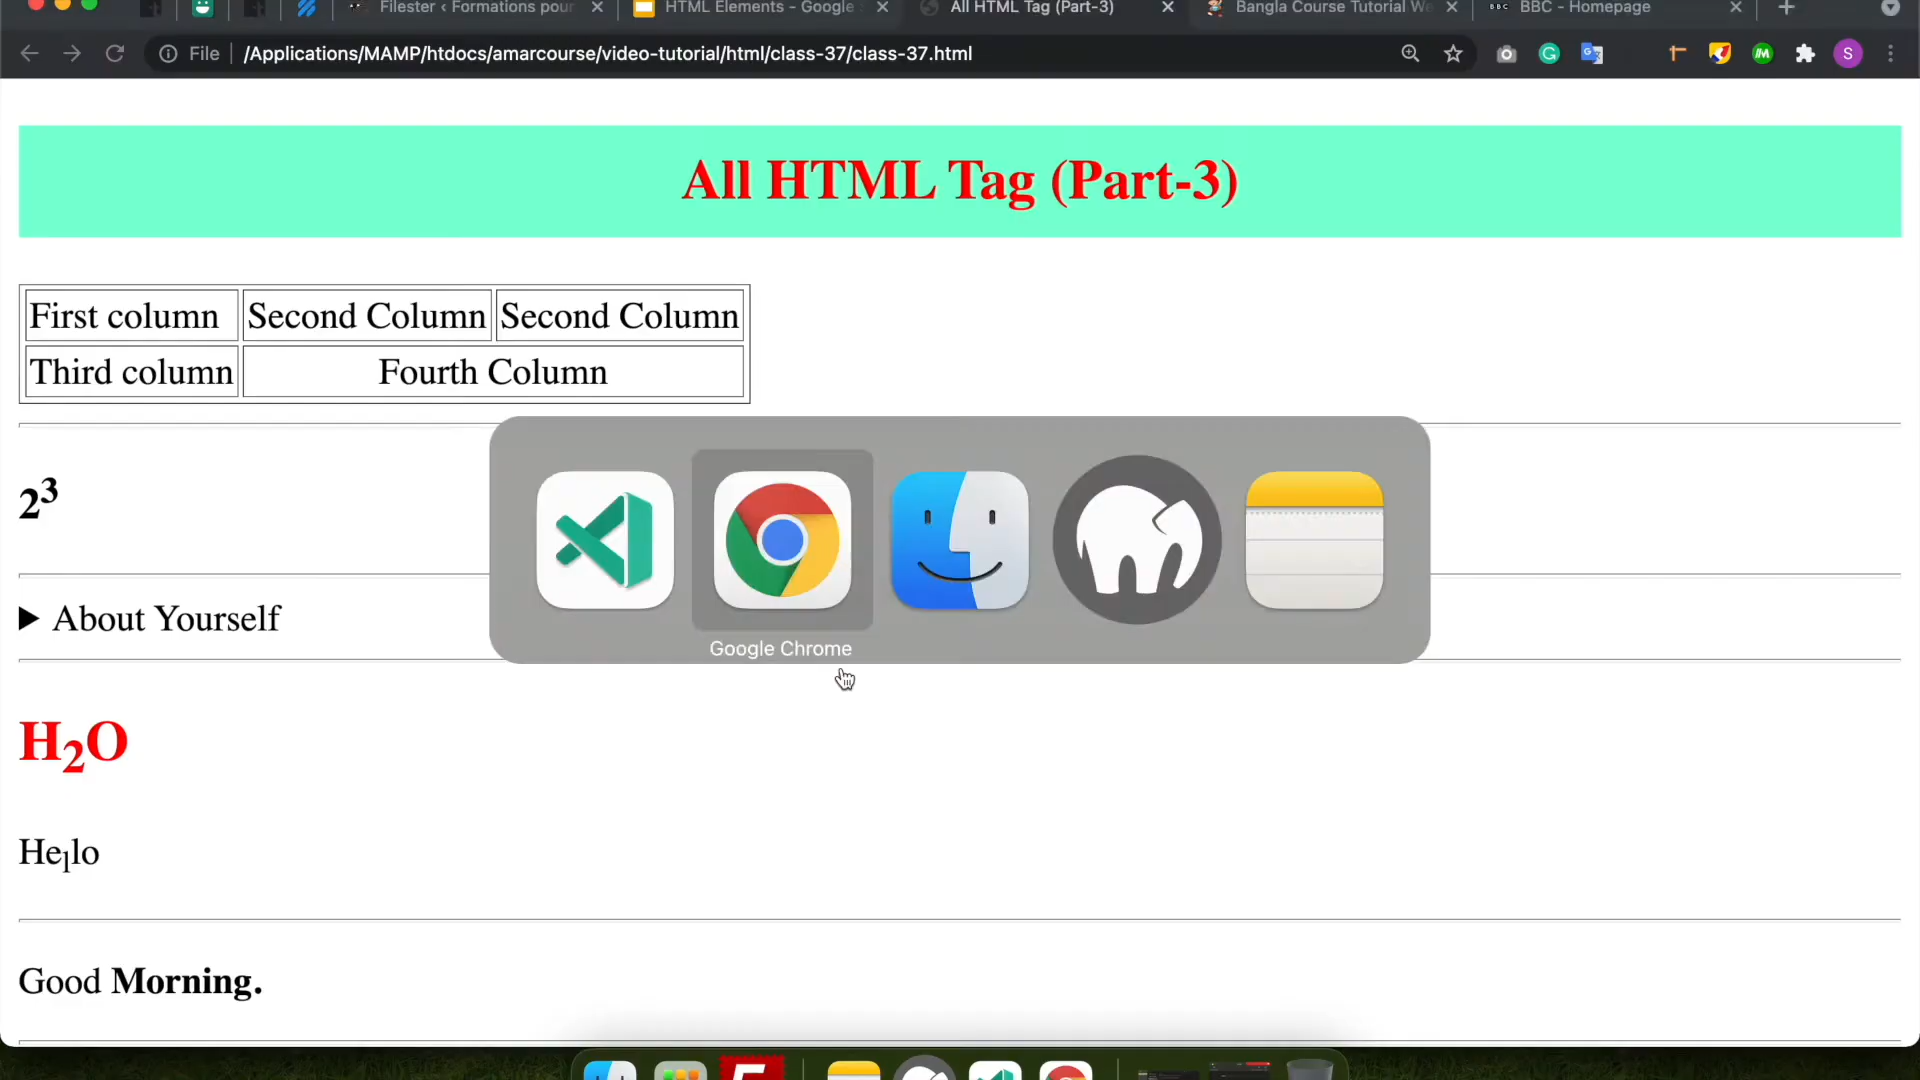 Filester ‹ Formations pour
HTML Elements - Google
All HTML Tag (Part-3)
Bangla Course Tutorial We
BBC BBC - Homepage
File /Applications/MAMP/htdocs/amarcourse/video-tutorial/html/class-37/class-37.html
S
All HTML Tag (Part-3)
First column Second Column Second Column
Third column Fourth Column
2³
About Yourself
Google Chrome
H₂O
Hello
Good Morning.